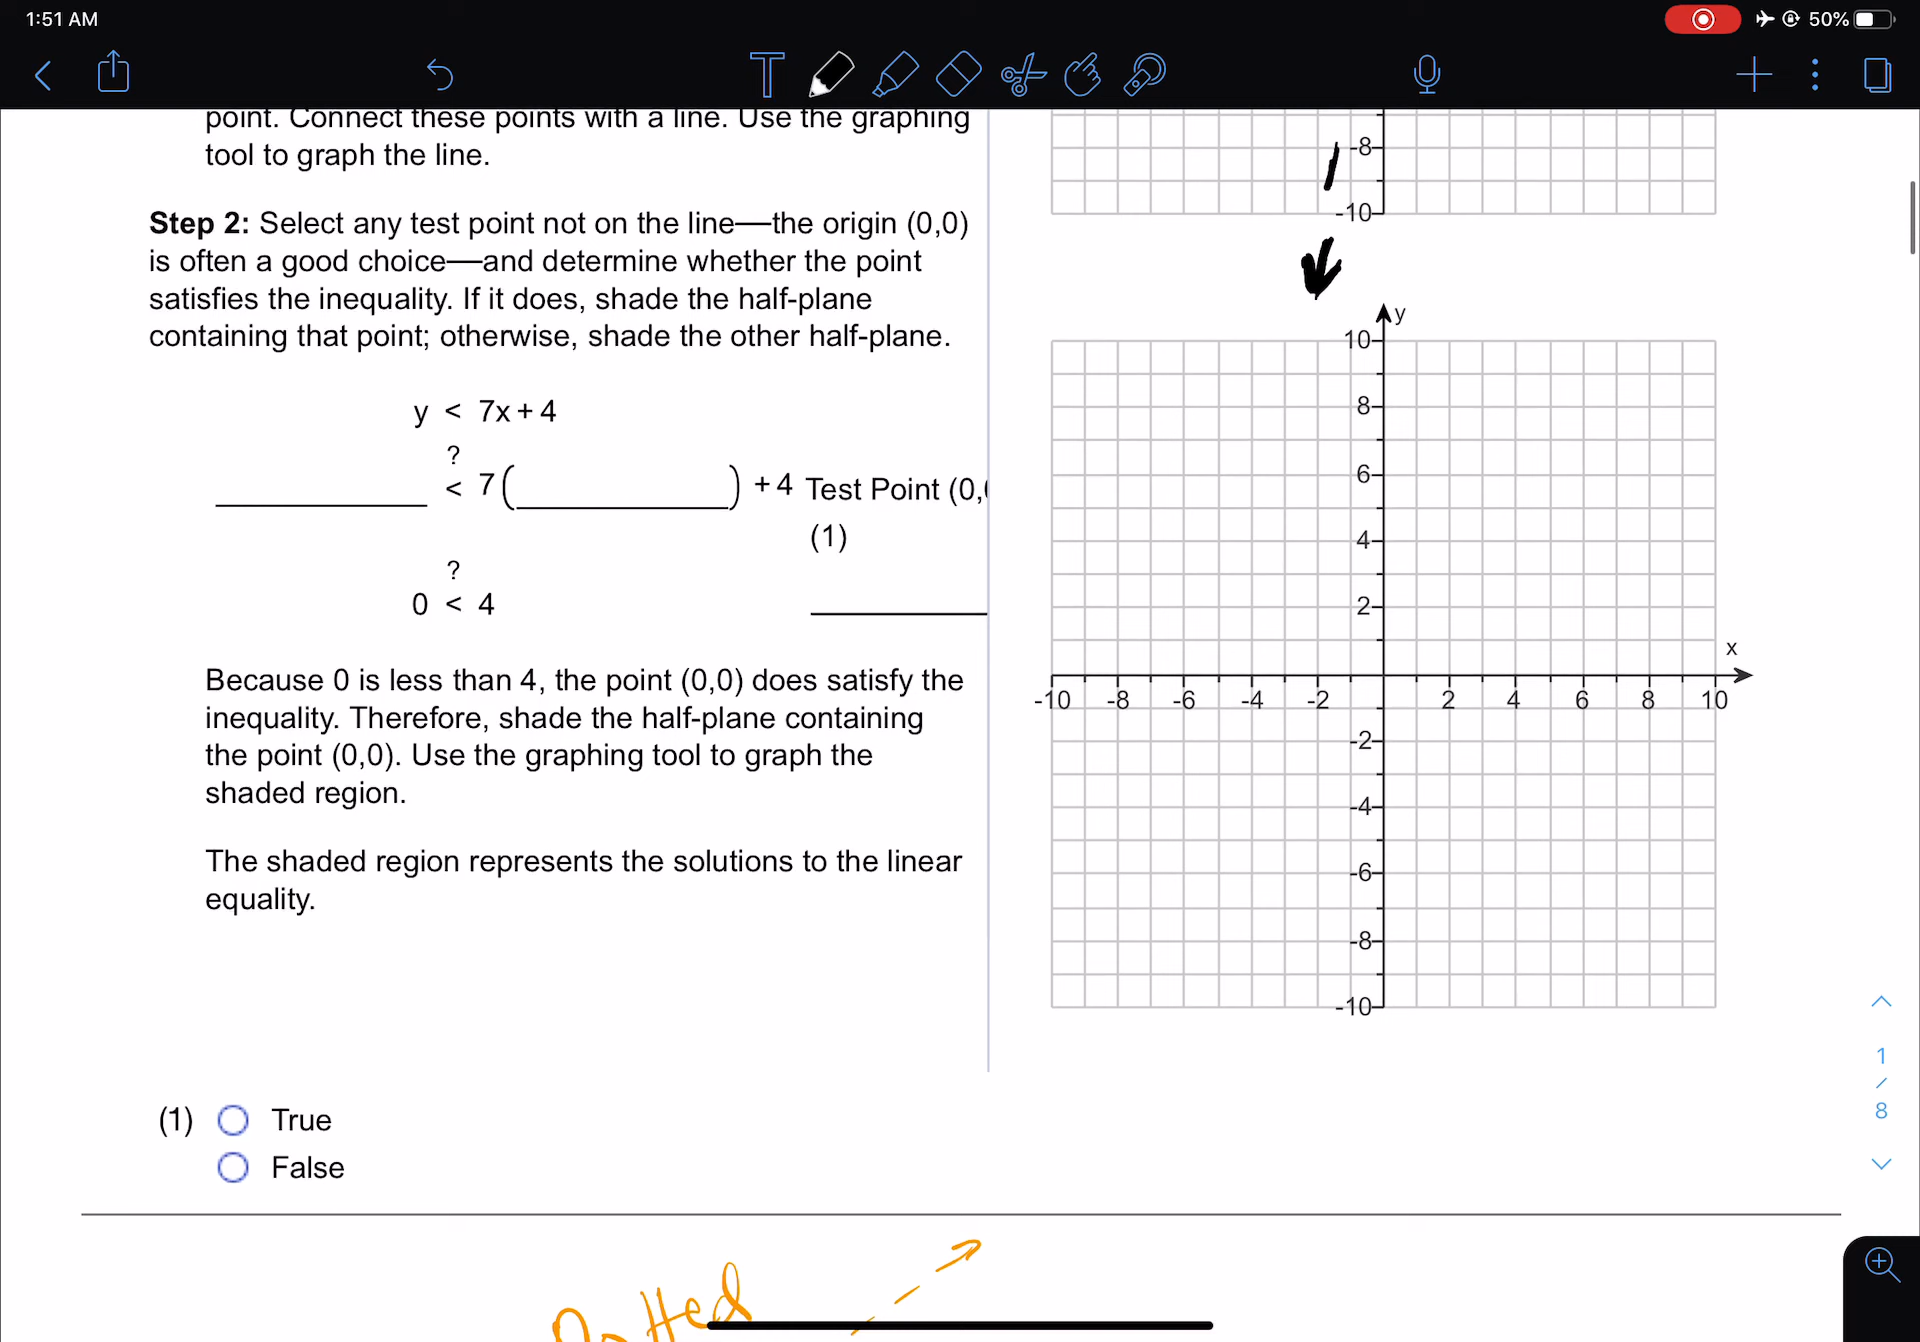 1:51 AM
50%
point. Connect these points with a line. Use the graphing
tool to graph the line.
Step 2: Select any test point not on the line—the origin (0,0)
is often a good choice—and determine whether the point
satisfies the inequality. If it does, shade the half-plane
containing that point; otherwise, shade the other half-plane.
y < 7x + 4
?
< 7( ) + 4 Test Point (0,
(1)
?
0 < 4
Because 0 is less than 4, the point (0,0) does satisfy the
inequality. Therefore, shade the half-plane containing
the point (0,0). Use the graphing tool to graph the
shaded region.
The shaded region represents the solutions to the linear
equality.
-8
-10
y
10
8
6
4
2
x
-10 -8 -6 -4 -2 2 4 6 8 10
-2
-4
-6
-8
-10
(1) True
False
1
/
8
Dotted